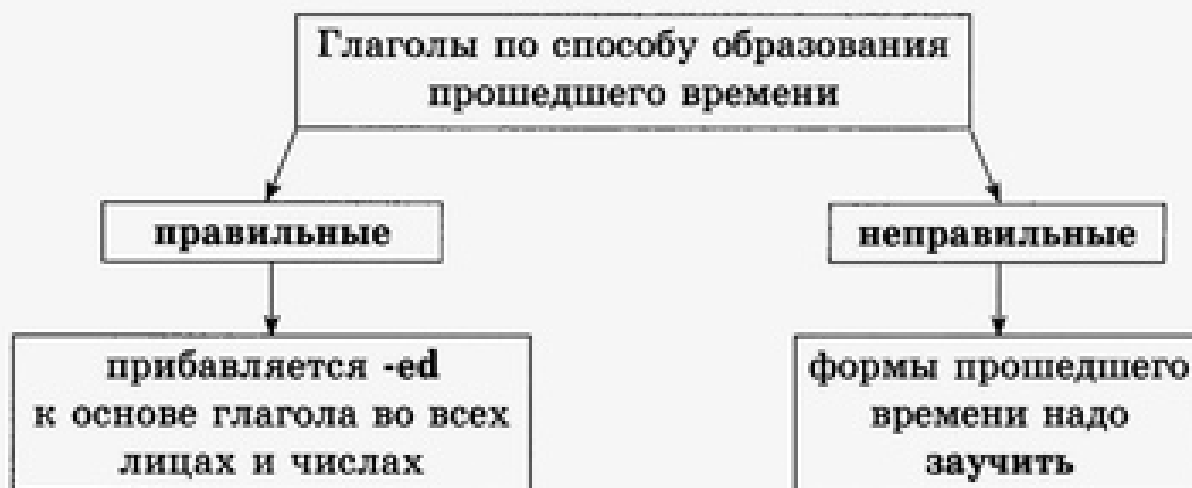 Глаголы по способу образования
прошедшего времени
правильные
неправильные
прибавляется -ed
к основе глагола во всех
лицах и числах
формы прошедшего
времени надо
заучить